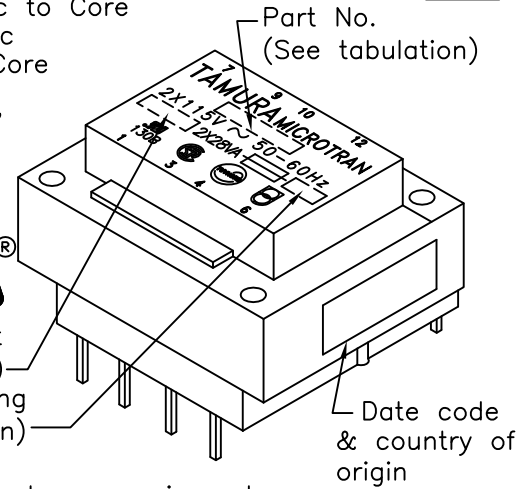 c to Core
c
Core
Part No.
(See tabulation)
7 9 10 12
TAMURA MICROTRAN
2X115V ~ 50-60Hz
130B 2X28VA
1 3 4 6
®
)
ng
n)
Date code
& country of
origin